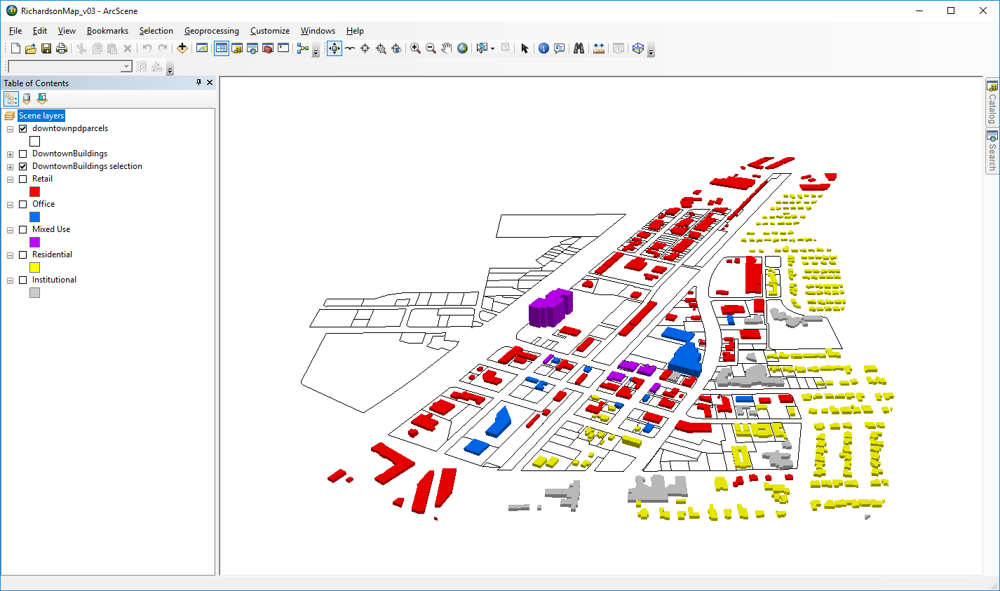 RichardsonMap_v03 - ArcScene
File Edit View Bookmarks Selection Geoprocessing Customize Windows Help
Table of Contents
Scene layers
downtownpdparcels
DowntownBuildings
DowntownBuildings selection
Retail
Office
Mixed Use
Residential
Institutional
Catalog
Search